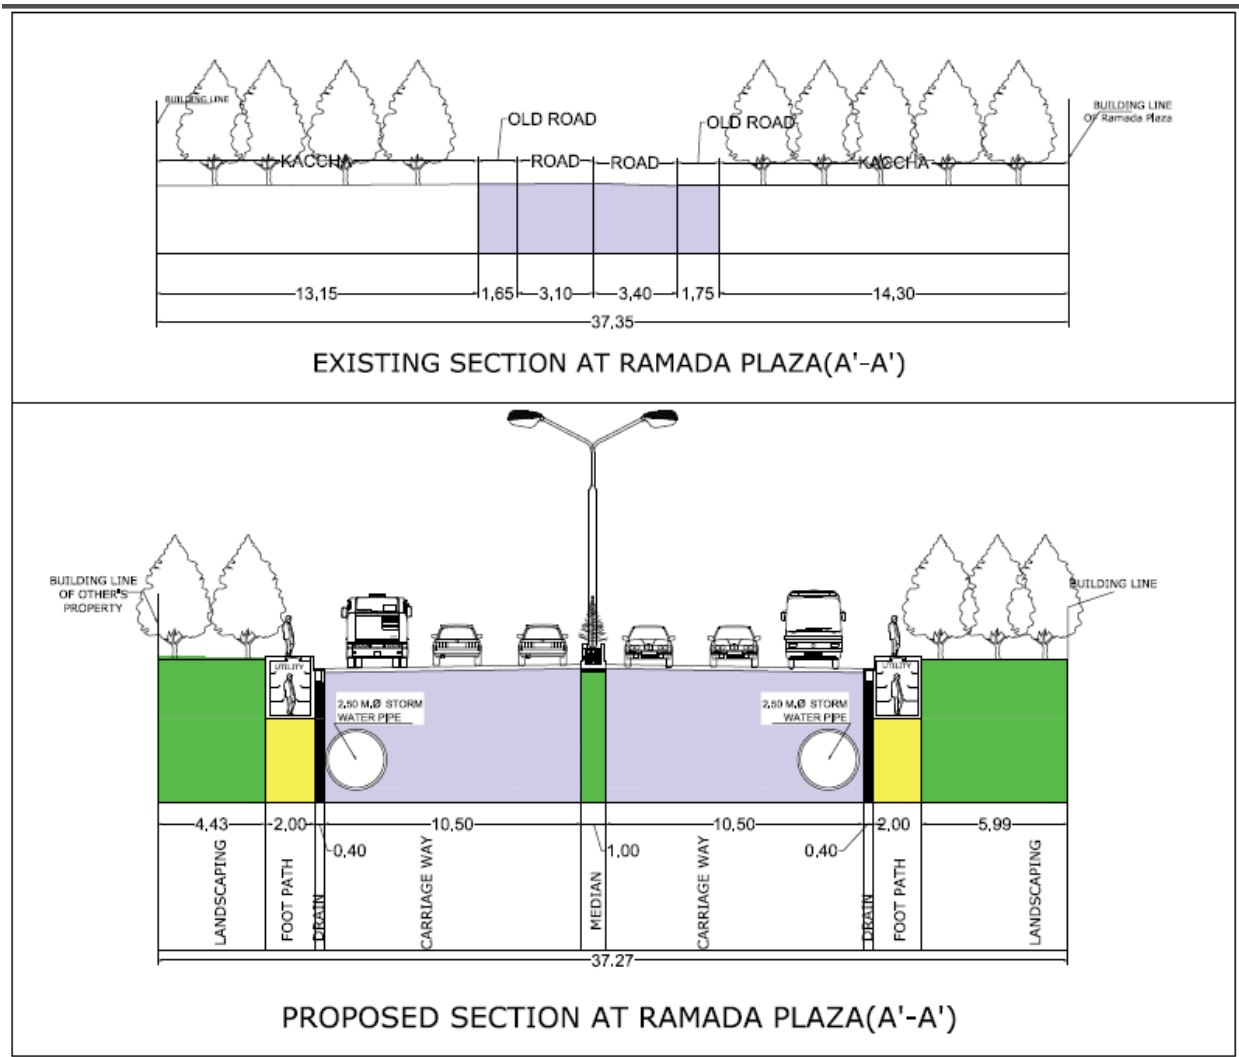 BUILDING LINE
BUILDING LINE
OF Ramada Plaza
OLD ROAD
OLD ROAD
KACCHA
ROAD
ROAD
KACCHA
13,15
1,65
3,10
3,40
1,75
14,30
37,35
EXISTING SECTION AT RAMADA PLAZA(A'-A')
BUILDING LINE
OF OTHER'S
PROPERTY
BUILDING LINE
UTILITY
UTILITY
2,50 M,Ø STORM
WATER PIPE
2,50 M,Ø STORM
WATER PIPE
4,43
2,00
10,50
10,50
2,00
5,99
0,40
1,00
0,40
LANDSCAPING
FOOT PATH
DRAIN
CARRIAGE WAY
MEDIAN
CARRIAGE WAY
DRAIN
FOOT PATH
LANDSCAPING
37,27
PROPOSED SECTION AT RAMADA PLAZA(A'-A')